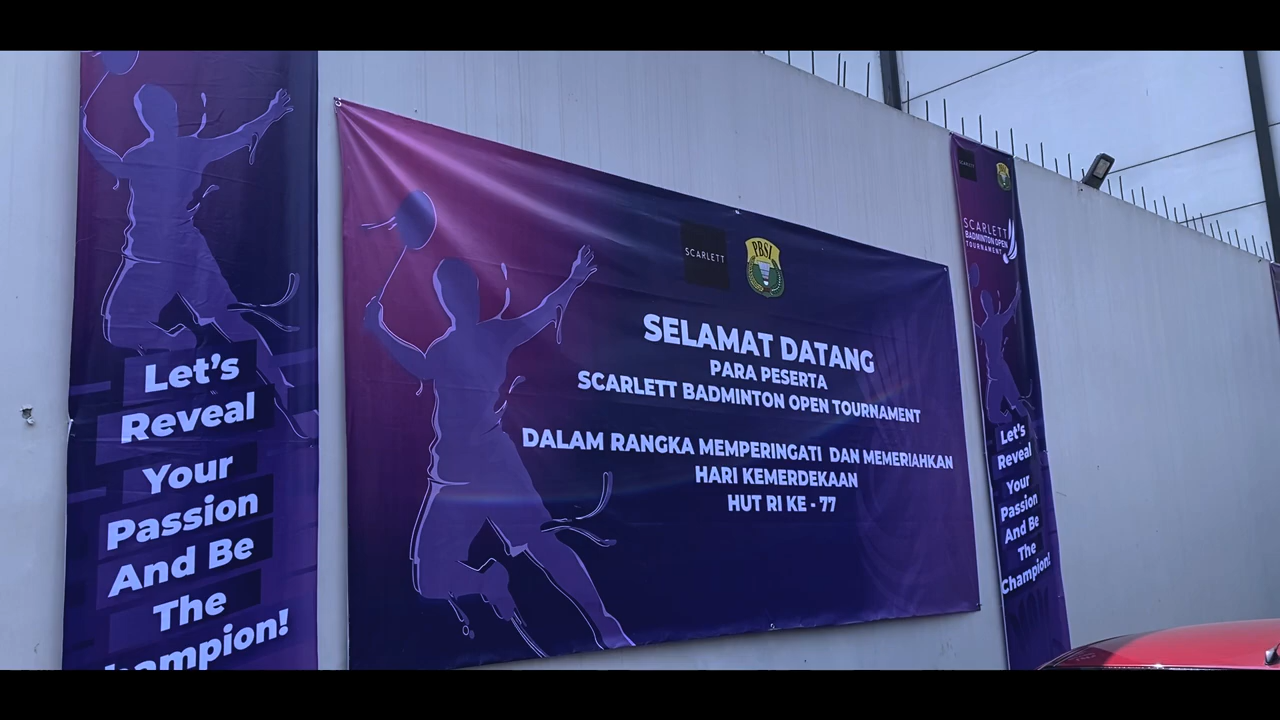 Let's
Reveal
Your
Passion
And Be
The
Champion!
SCARLETT
PBSI
SELAMAT DATANG
PARA PESERTA
SCARLETT BADMINTON OPEN TOURNAMENT
DALAM RANGKA MEMPERINGATI DAN MEMERIAHKAN
HARI KEMERDEKAAN
HUT RI KE - 77
SCARLETT
SCARLETT
BADMINTON OPEN
TOURNAMENT
Let's
Reveal
Your
Passion
And Be
The
Champion!